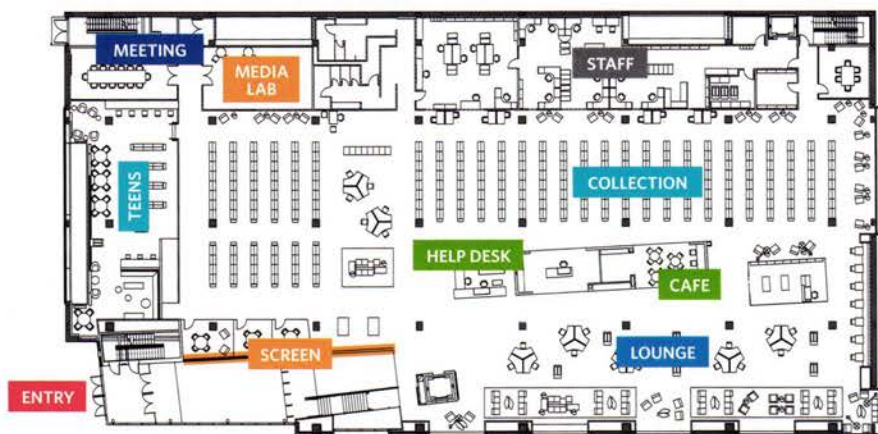 MEETING
MEDIA
LAB
STAFF
TEENS
COLLECTION
HELP DESK
CAFE
SCREEN
LOUNGE
ENTRY